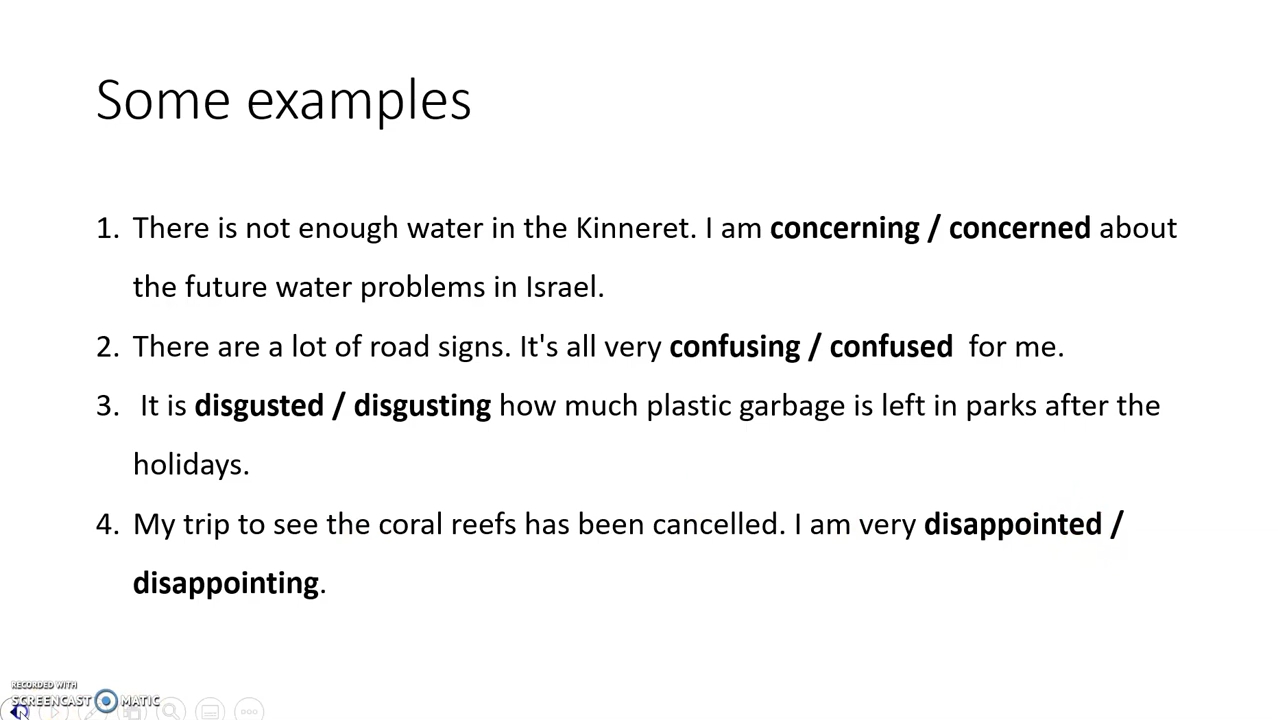 Some examples
1. There is not enough water in the Kinneret. I am concerning / concerned about
the future water problems in Israel.
2. There are a lot of road signs. It's all very confusing / confused for me.
3. It is disgusted / disgusting how much plastic garbage is left in parks after the
holidays.
4. My trip to see the coral reefs has been cancelled. I am very disappointed /
disappointing.
RECORDED WITH
SCREENCAST MATIC